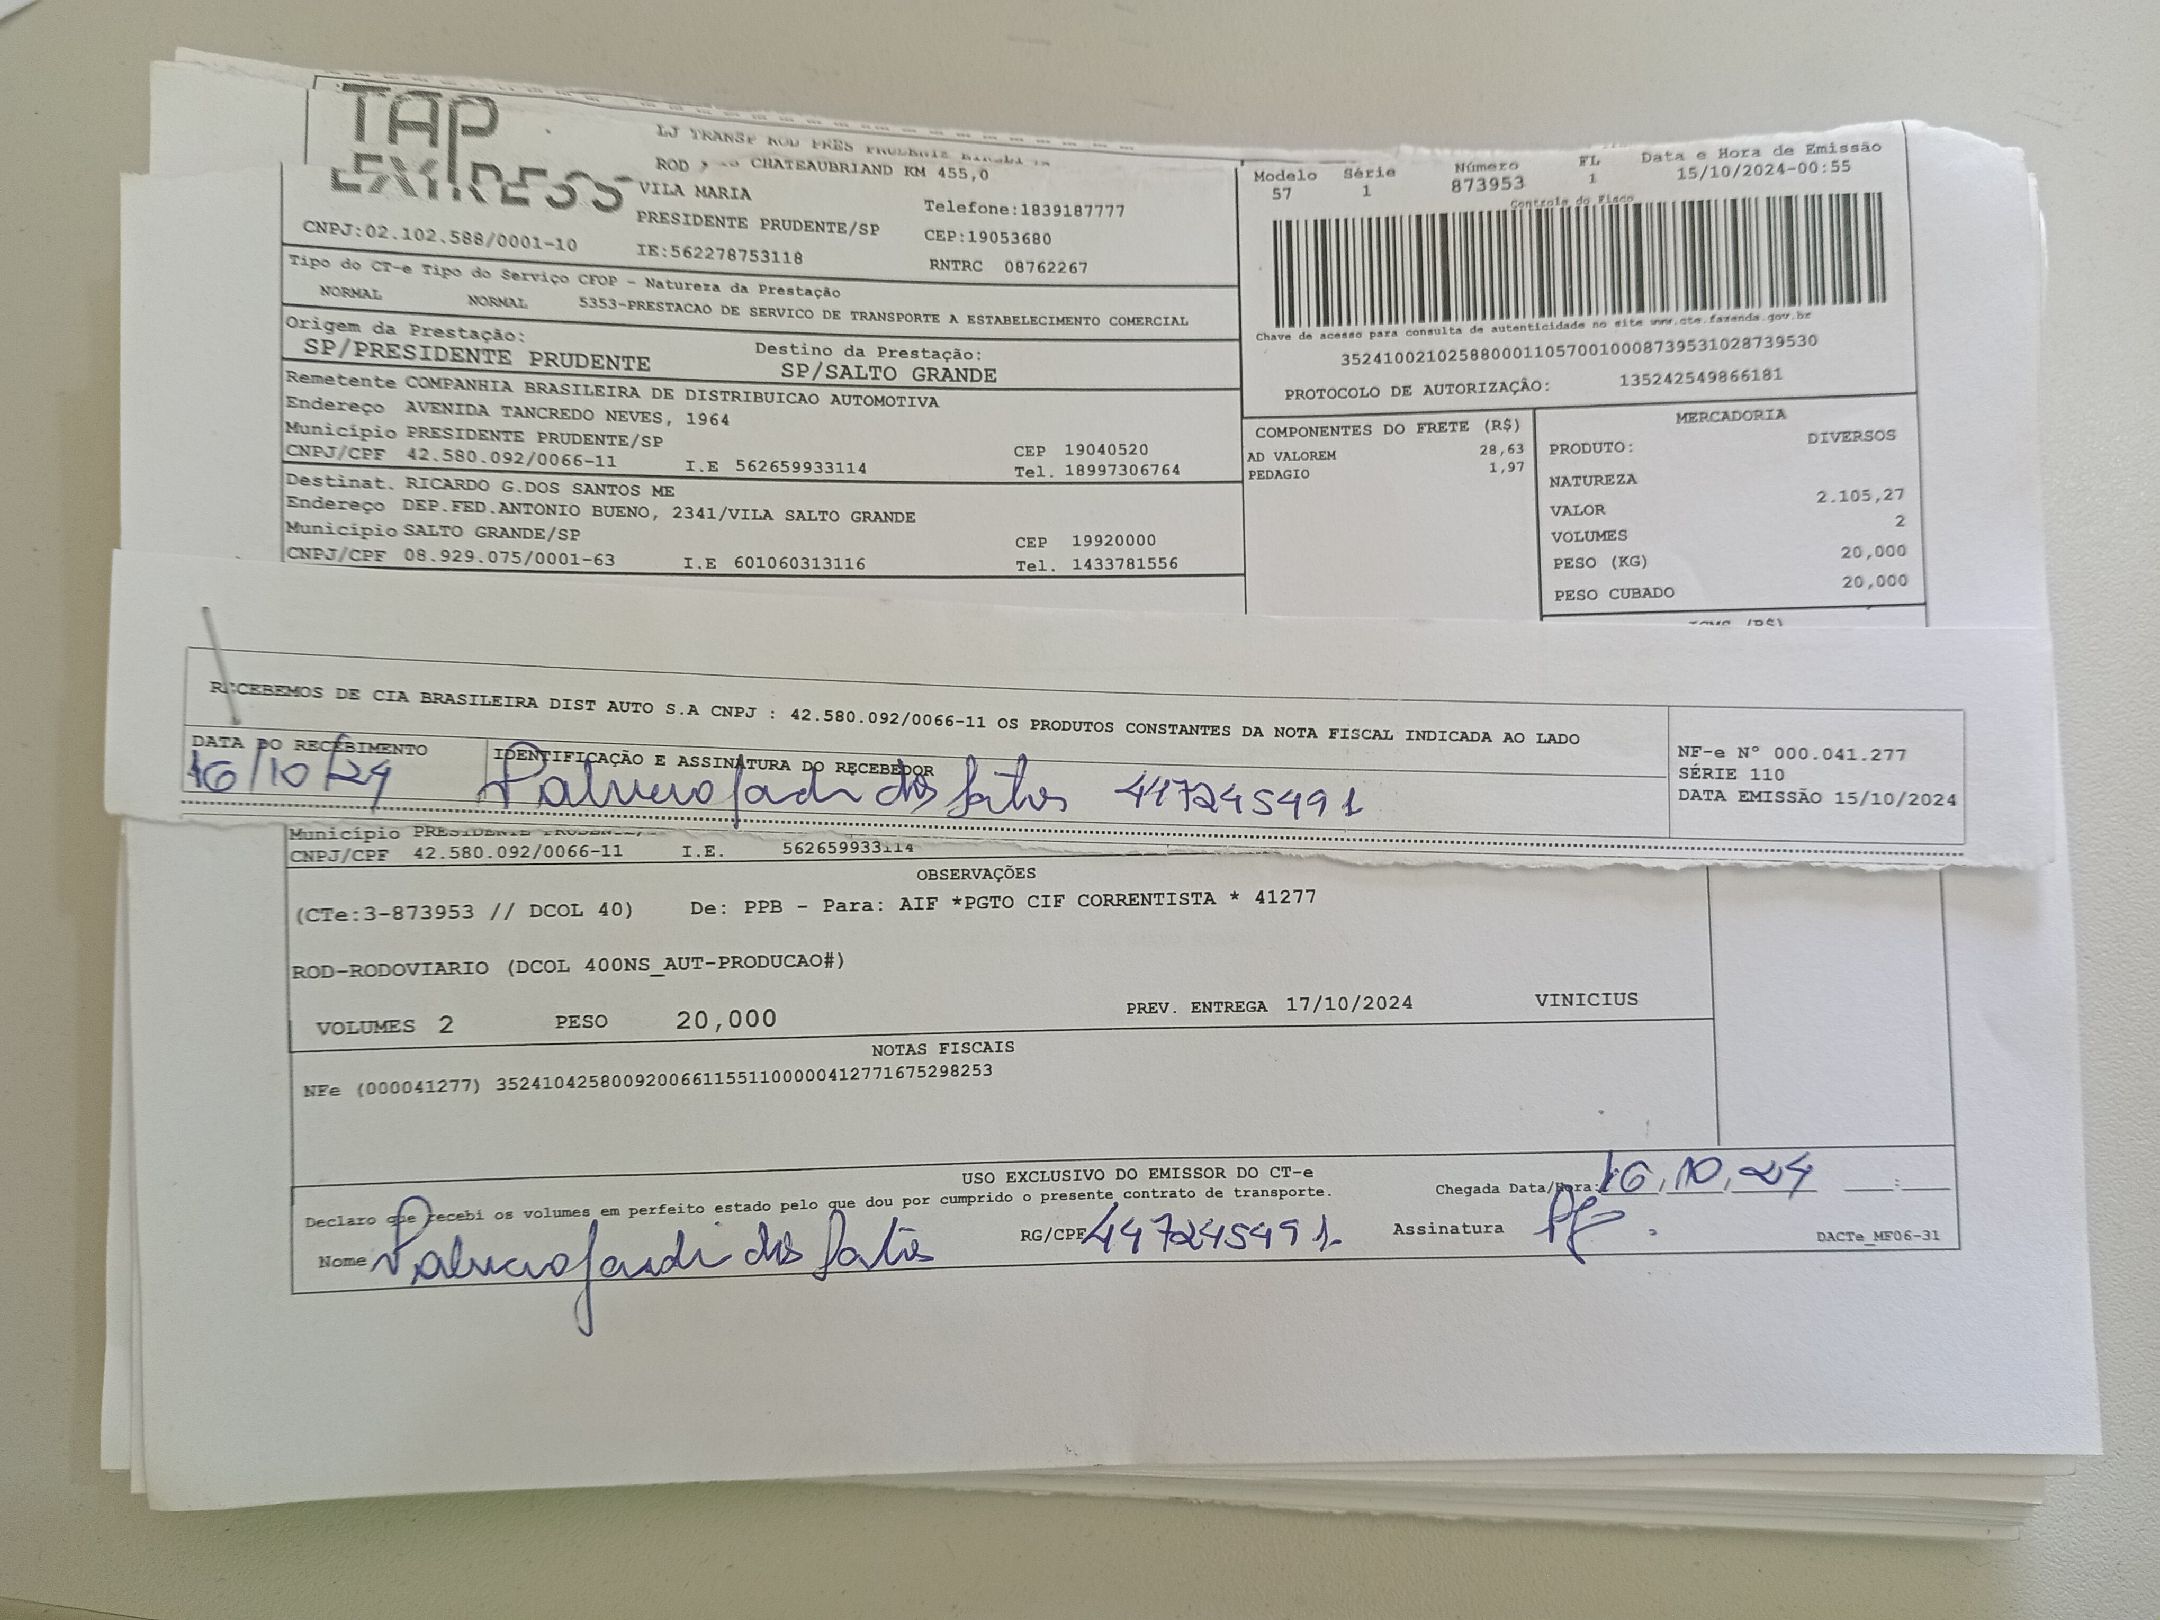 TAP
EXPRESS
LJ TRANSP ROD PRES PRUDENTE
ROD CHATEAUBRIAND KM 455,0
VILA MARIA
PRESIDENTE PRUDENTE/SP
Telefone:1839187777
CEP:19053680
CNPJ:02.102.588/0001-10
IE:562278753118
RNTRC 08762267
Modelo Série Número FL Data e Hora de Emissão
57 1 873953 1 15/10/2024-00:55
Controle do Fisco
Tipo do CT-e Tipo do Serviço CFOP - Natureza da Prestação
NORMAL NORMAL 5353-PRESTACAO DE SERVICO DE TRANSPORTE A ESTABELECIMENTO COMERCIAL
Chave de acesso para consulta de autenticidade no site www.cte.fazenda.gov.br
35241002102588000110570010008739531028739530
PROTOCOLO DE AUTORIZAÇÃO: 135242549866181
Origem da Prestação: Destino da Prestação:
SP/PRESIDENTE PRUDENTE SP/SALTO GRANDE
Remetente COMPANHIA BRASILEIRA DE DISTRIBUICAO AUTOMOTIVA
Endereço AVENIDA TANCREDO NEVES, 1964
Município PRESIDENTE PRUDENTE/SP CEP 19040520
CNPJ/CPF 42.580.092/0066-11 I.E 562659933114 Tel. 18997306764
Destinat. RICARDO G.DOS SANTOS ME
Endereço DEP.FED.ANTONIO BUENO, 2341/VILA SALTO GRANDE
Município SALTO GRANDE/SP CEP 19920000
CNPJ/CPF 08.929.075/0001-63 I.E 601060313116 Tel. 1433781556
COMPONENTES DO FRETE (R$)
AD VALOREM 28,63
PEDAGIO 1,97
MERCADORIA
PRODUTO: DIVERSOS
NATUREZA
VALOR 2.105,27
VOLUMES 2
PESO (KG) 20,000
PESO CUBADO 20,000
ICMS (R$)
RECEBEMOS DE CIA BRASILEIRA DIST AUTO S.A CNPJ : 42.580.092/0066-11 OS PRODUTOS CONSTANTES DA NOTA FISCAL INDICADA AO LADO
DATA DO RECEBIMENTO IDENTIFICAÇÃO E ASSINATURA DO RECEBEDOR
16/10/24 dos 447245491
NF-e N° 000.041.277
SÉRIE 110
DATA EMISSÃO 15/10/2024
Município PRESIDENTE PRUDENTE/
CNPJ/CPF 42.580.092/0066-11 I.E. 562659933114
OBSERVAÇÕES
(CTe:3-873953 // DCOL 40) De: PPB - Para: AIF *PGTO CIF CORRENTISTA * 41277
ROD-RODOVIARIO (DCOL 400NS_AUT-PRODUCAO#)
VOLUMES 2 PESO 20,000 PREV. ENTREGA 17/10/2024 VINICIUS
NOTAS FISCAIS
NFe (000041277) 35241042580092006611551100000412771675298253
USO EXCLUSIVO DO EMISSOR DO CT-e
Declaro que recebi os volumes em perfeito estado pelo que dou por cumprido o presente contrato de transporte.
Chegada Data/Hora: 16/10/24 __:__
Nome dos RG/CPF 447245491 Assinatura
DACTe_MF06-31